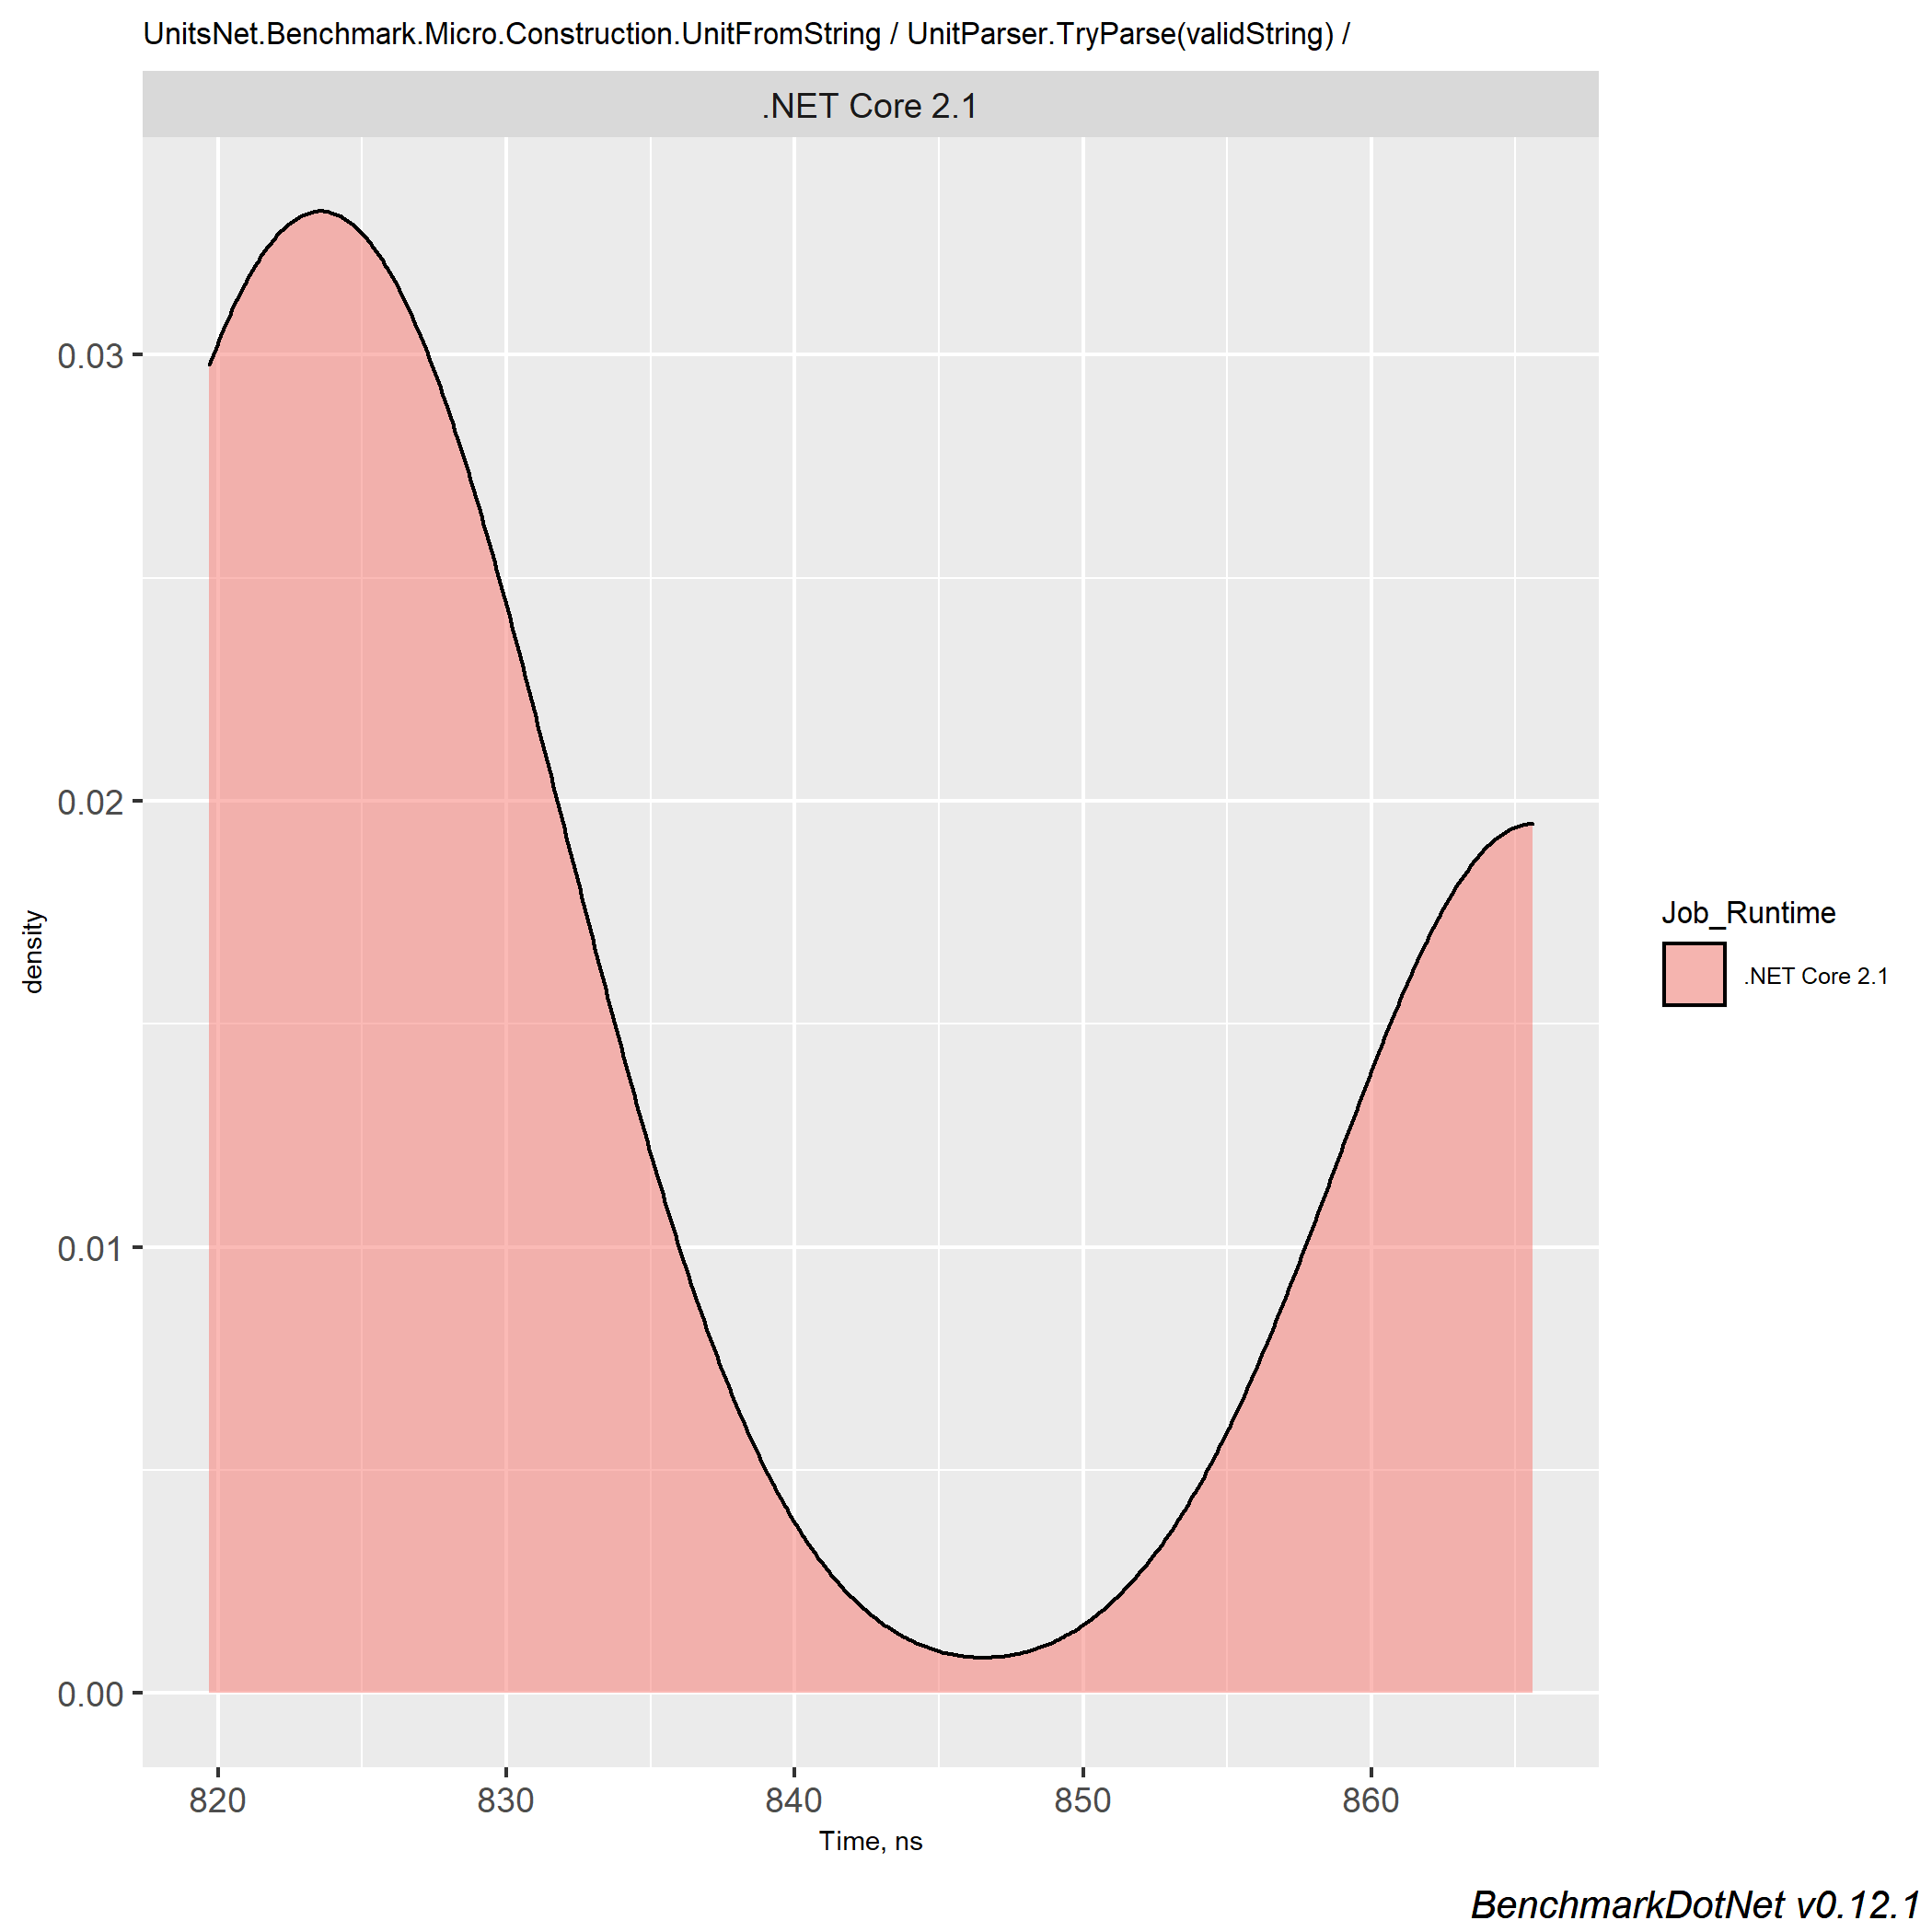 UnitsNet.Benchmark.Micro.Construction.UnitFromString / UnitParser.TryParse(validString) /
.NET Core 2.1
0.03
0.02
0.01
0.00
density
820 830 840 850 860
Time, ns
Job_Runtime
.NET Core 2.1
BenchmarkDotNet v0.12.1